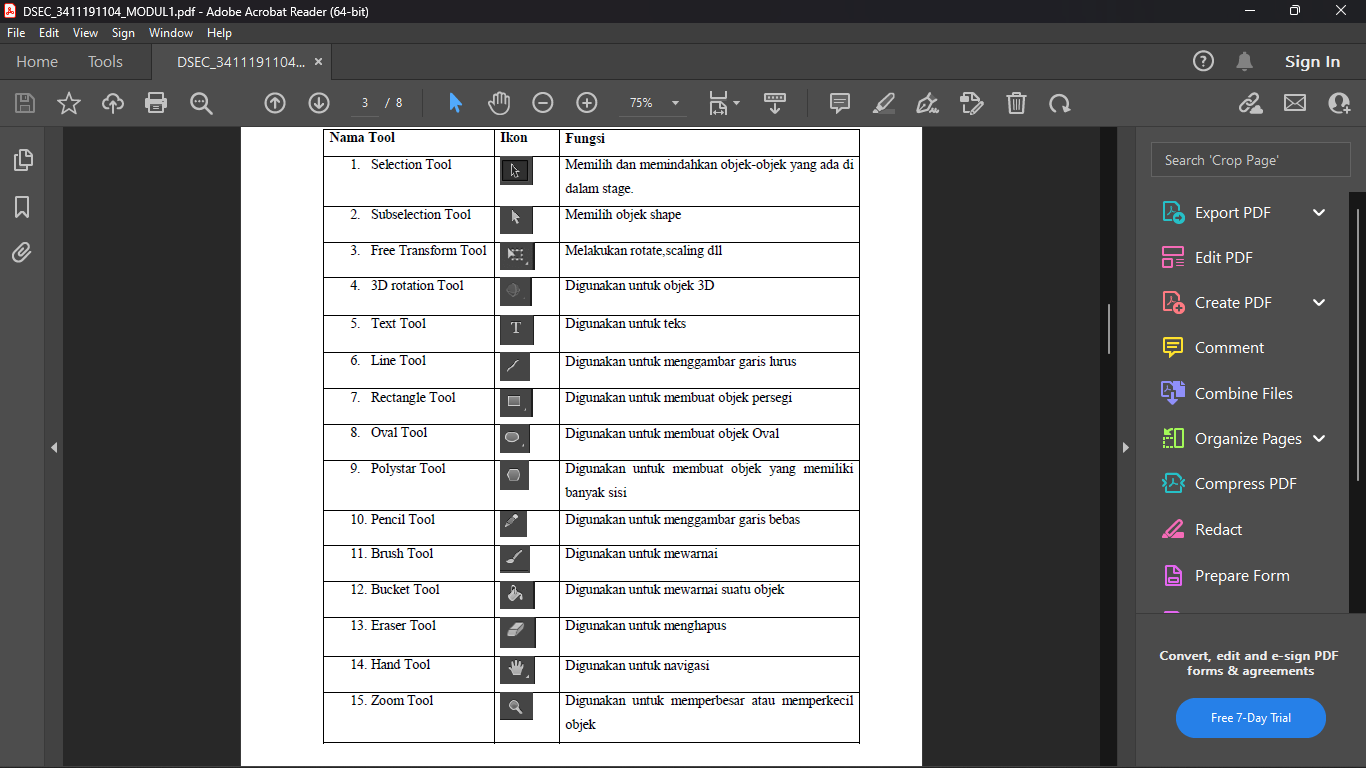 DSEC_3411191104_MODUL1.pdf - Adobe Acrobat Reader (64-bit)
File Edit View Sign Window Help
Home Tools DSEC_3411191104... × Sign In
3 / 8 75%
Nama Tool Ikon Fungsi
1. Selection Tool Memilih dan memindahkan objek-objek yang ada di
dalam stage.
2. Subselection Tool Memilih objek shape
3. Free Transform Tool Melakukan rotate,scaling dll
4. 3D rotation Tool Digunakan untuk objek 3D
5. Text Tool T Digunakan untuk teks
6. Line Tool Digunakan untuk menggambar garis lurus
7. Rectangle Tool Digunakan untuk membuat objek persegi
8. Oval Tool Digunakan untuk membuat objek Oval
9. Polystar Tool Digunakan untuk membuat objek yang memiliki
banyak sisi
10. Pencil Tool Digunakan untuk menggambar garis bebas
11. Brush Tool Digunakan untuk mewarnai
12. Bucket Tool Digunakan untuk mewarnai suatu objek
13. Eraser Tool Digunakan untuk menghapus
14. Hand Tool Digunakan untuk navigasi
15. Zoom Tool Digunakan untuk memperbesar atau memperkecil
objek
Search 'Crop Page'
Export PDF
Edit PDF
Create PDF
Comment
Combine Files
Organize Pages
Compress PDF
Redact
Prepare Form
Convert, edit and e-sign PDF
forms & agreements
Free 7-Day Trial